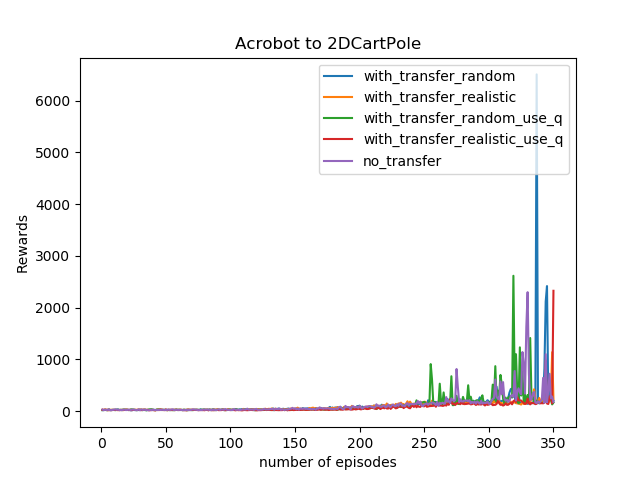 Acrobot to 2DCartPole
with_transfer_random
with_transfer_realistic
with_transfer_random_use_q
with_transfer_realistic_use_q
no_transfer
Rewards
6000
5000
4000
3000
2000
1000
0
0 50 100 150 200 250 300 350
number of episodes